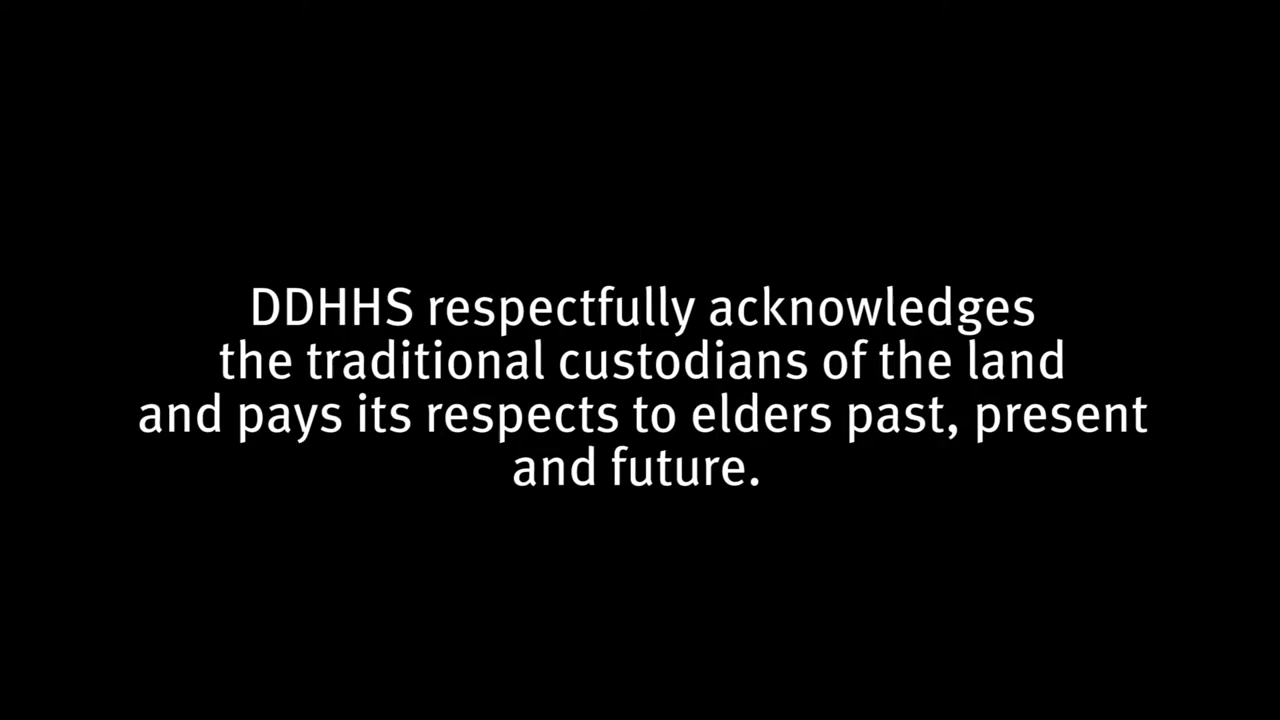 DDHHS respectfully acknowledges
the traditional custodians of the land
and pays its respects to elders past, present
and future.